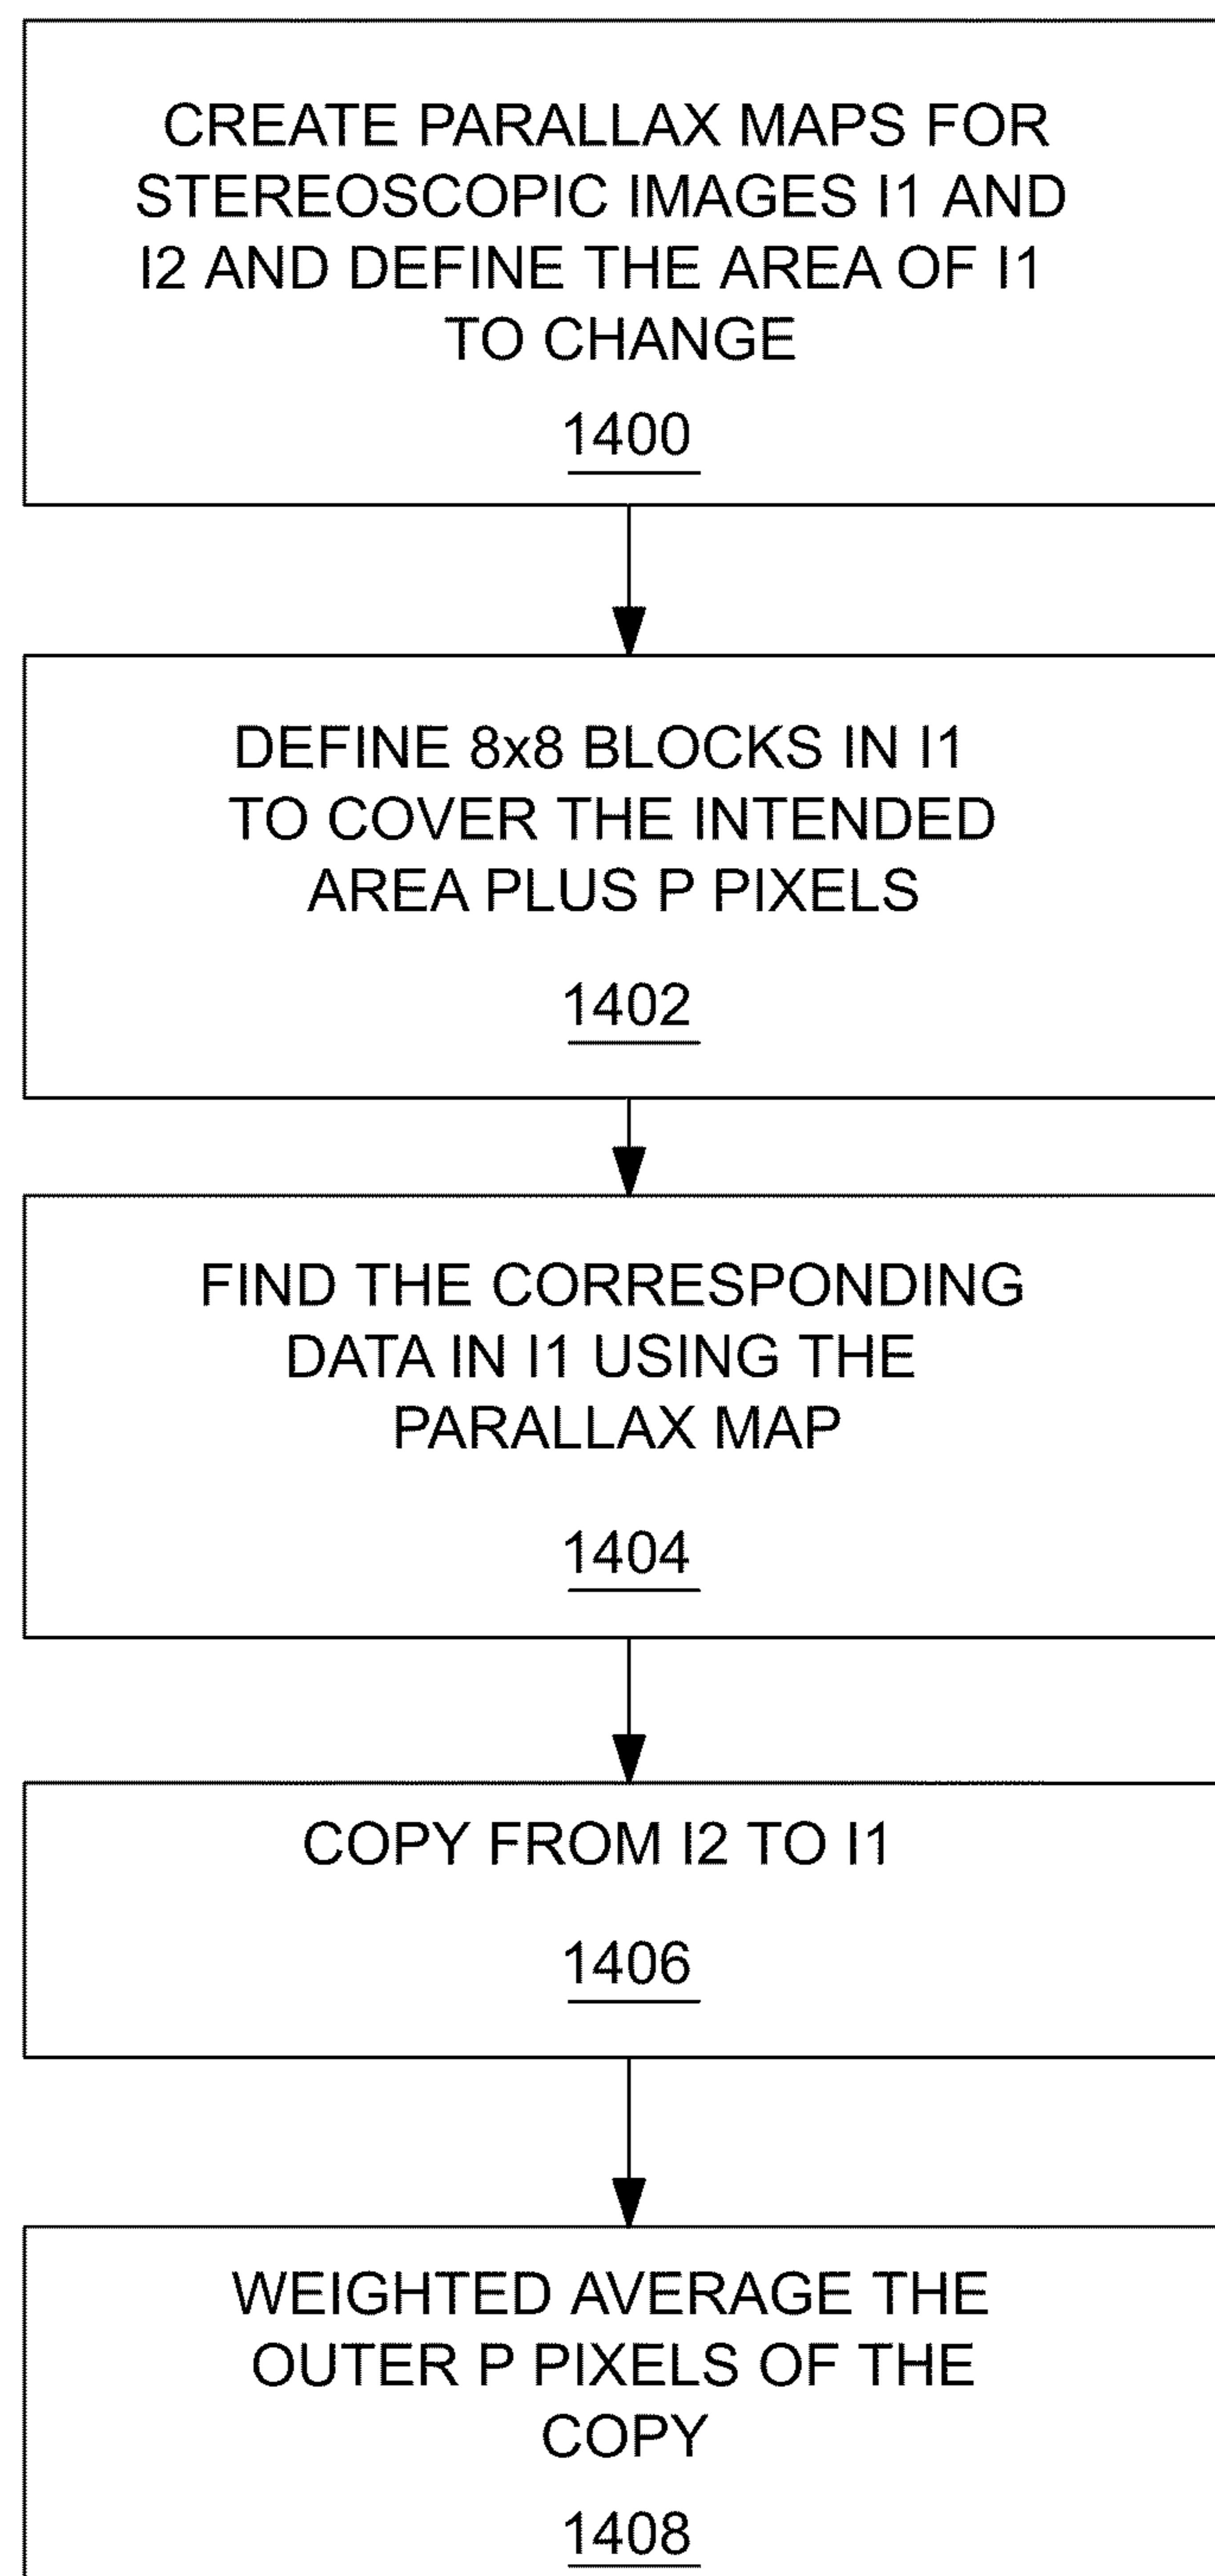 CREATE PARALLAX MAPS FOR
STEREOSCOPIC IMAGES I1 AND
I2 AND DEFINE THE AREA OF I1
TO CHANGE
1400
DEFINE 8x8 BLOCKS IN I1
TO COVER THE INTENDED
AREA PLUS P PIXELS
1402
FIND THE CORRESPONDING
DATA IN I1 USING THE
PARALLAX MAP
1404
COPY FROM I2 TO I1
1406
WEIGHTED AVERAGE THE
OUTER P PIXELS OF THE
COPY
1408